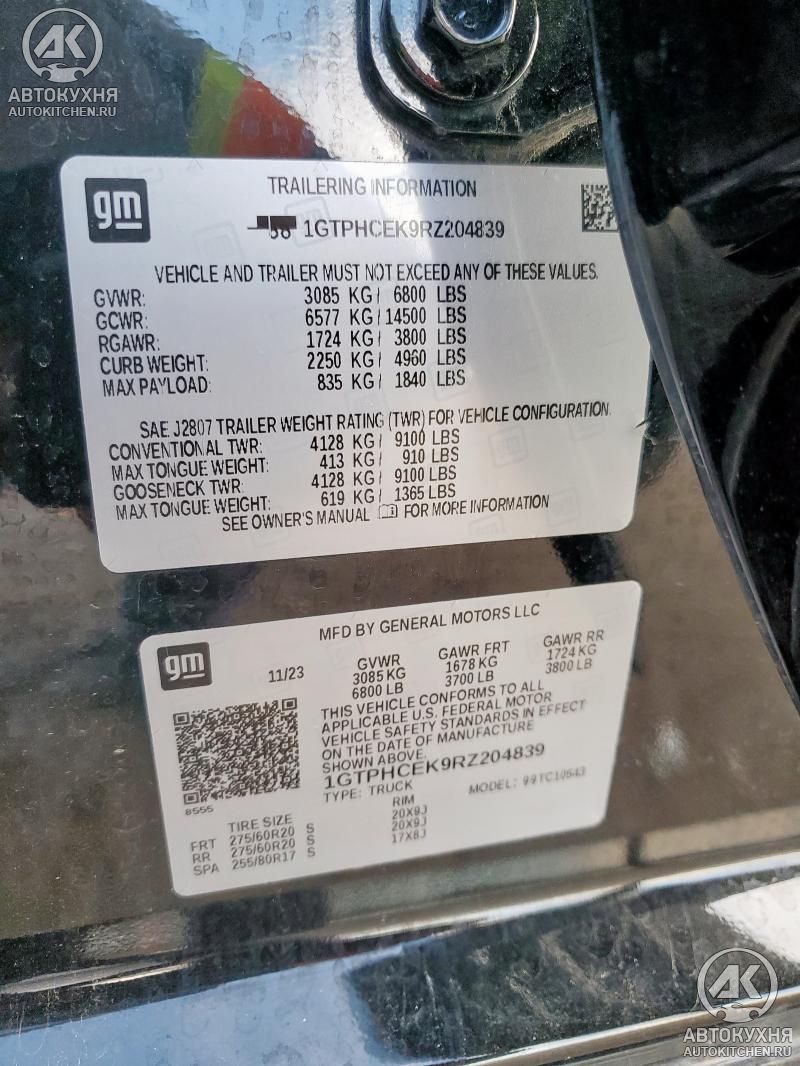 АК
АВТОКУХНЯ
AUTOKITCHEN.RU
gm
TRAILERING INFORMATION
1GTPHCEK9RZ204839
VEHICLE AND TRAILER MUST NOT EXCEED ANY OF THESE VALUES.
GVWR: 3085 KG/ 6800 LBS
GCWR: 6577 KG/ 14500 LBS
RGAWR: 1724 KG/ 3800 LBS
CURB WEIGHT: 2250 KG/ 4960 LBS
MAX PAYLOAD: 835 KG/ 1840 LBS
SAE J2807 TRAILER WEIGHT RATING (TWR) FOR VEHICLE CONFIGURATION.
CONVENTIONAL TWR: 4128 KG/ 9100 LBS
MAX TONGUE WEIGHT: 413 KG/ 910 LBS
GOOSENECK TWR: 4128 KG/ 9100 LBS
MAX TONGUE WEIGHT: 619 KG/ 1365 LBS
SEE OWNER'S MANUAL FOR MORE INFORMATION
gm
MFD BY GENERAL MOTORS LLC
11/23
GVWR GAWR FRT GAWR RR
3085 KG 1678 KG 1724 KG
6800 LB 3700 LB 3800 LB
THIS VEHICLE CONFORMS TO ALL
APPLICABLE U.S. FEDERAL MOTOR
VEHICLE SAFETY STANDARDS IN EFFECT
ON THE DATE OF MANUFACTURE
SHOWN ABOVE.
1GTPHCEK9RZ204839
TYPE: TRUCK MODEL: 99TC10543
8555
TIRE SIZE RIM
FRT 275/60R20 S 20X9J
RR 275/60R20 S 20X9J
SPA 255/80R17 S 17X8J
АК
АВТОКУХНЯ
AUTOKITCHEN.RU